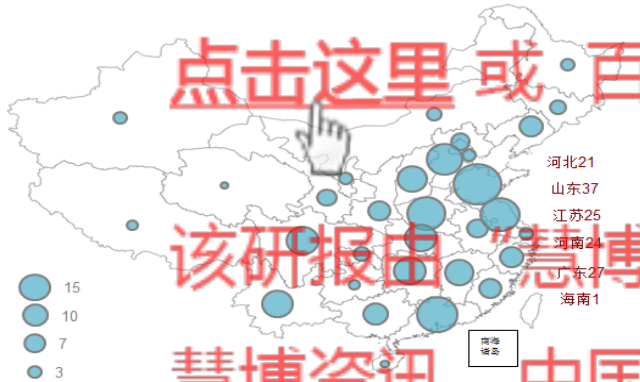 点击这里 或 百
河北21
山东37
江苏25
该研报由 "慧博
河南24
广东27
海南1
15
10
7
3
南海
诸岛
慧博资讯 中国